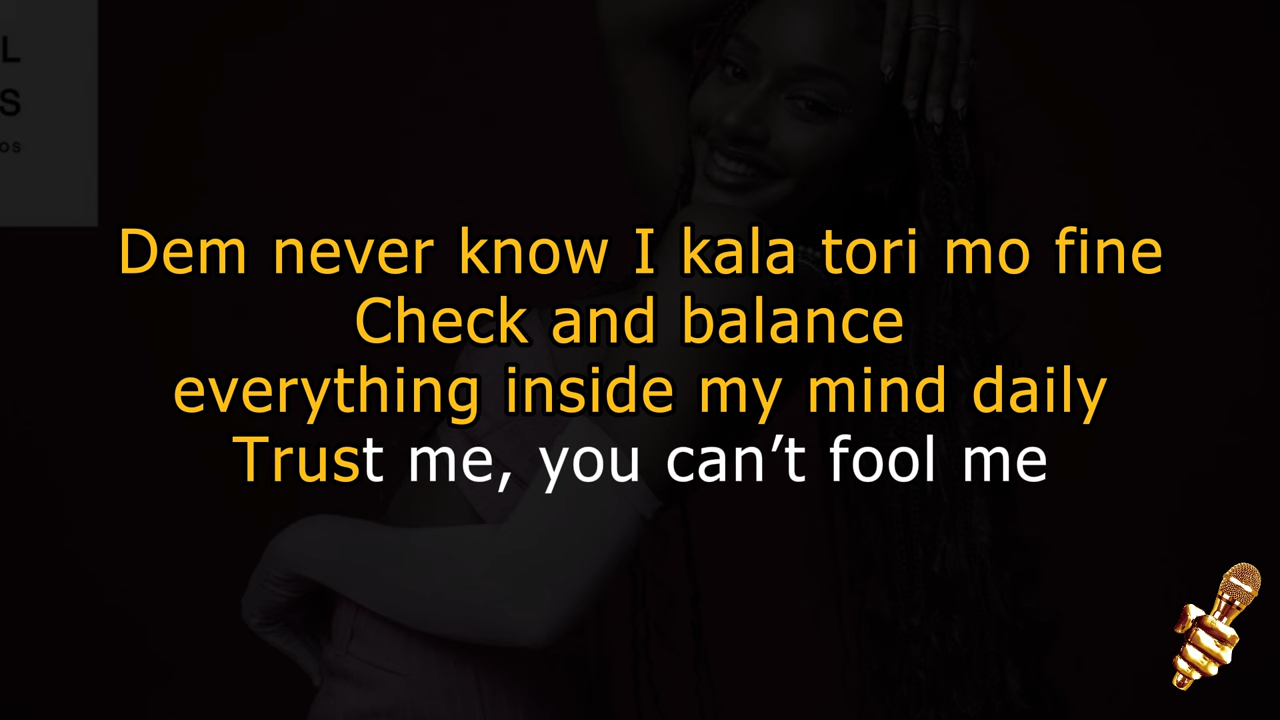 L
S
OS
Dem never know I kala tori mo fine
Check and balance
everything inside my mind daily
Trust me, you can’t fool me